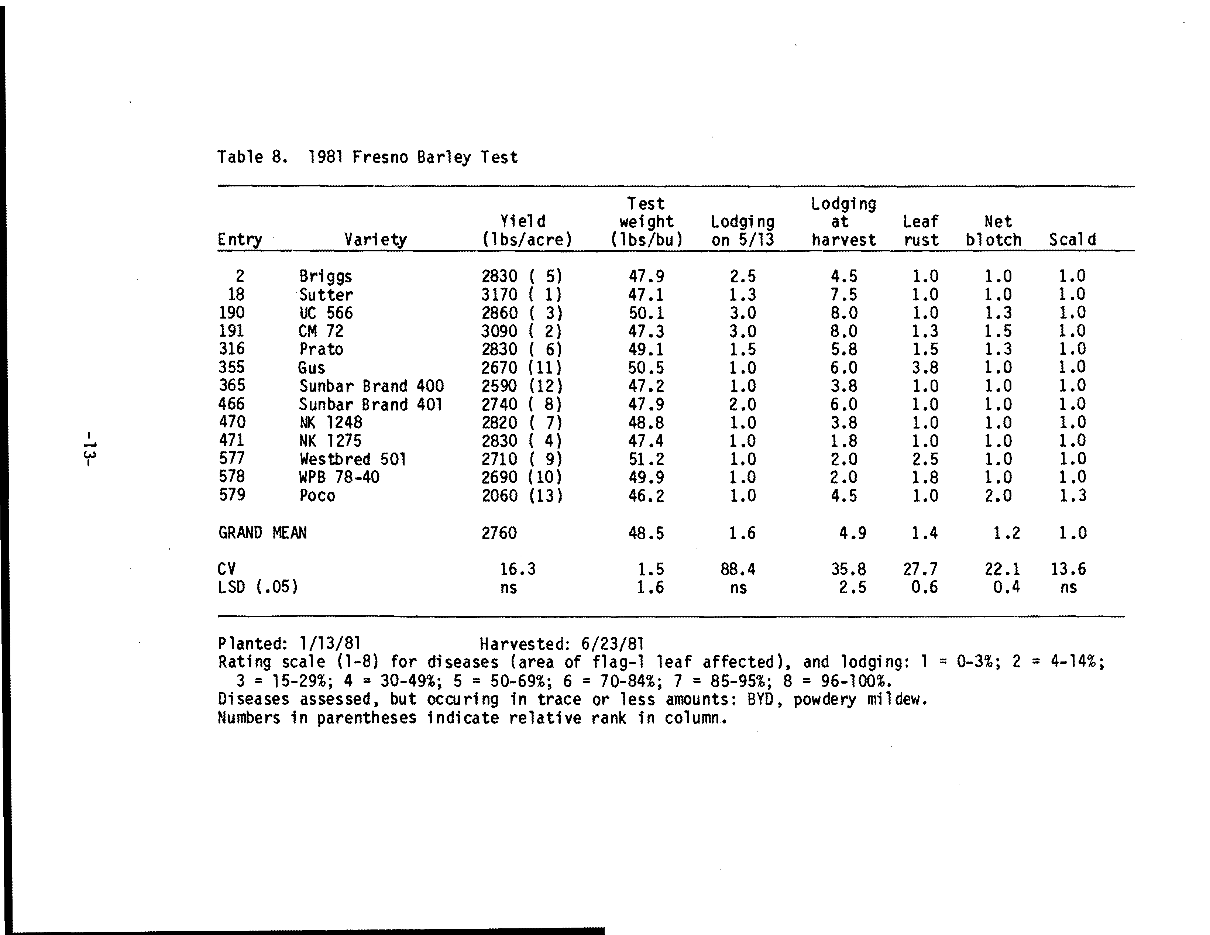 Table 8. 1981 Fresno Barley Test
Test Lodging
Yield weight Lodging at Leaf Net
Entry Variety (lbs/acre) (lbs/bu) on 5/13 harvest rust blotch Scald
2 Briggs 2830 ( 5) 47.9 2.5 4.5 1.0 1.0 1.0
18 Sutter 3170 ( 1) 47.1 1.3 7.5 1.0 1.0 1.0
190 UC 566 2860 ( 3) 50.1 3.0 8.0 1.0 1.3 1.0
191 CM 72 3090 ( 2) 47.3 3.0 8.0 1.3 1.5 1.0
316 Prato 2830 ( 6) 49.1 1.5 5.8 1.5 1.3 1.0
355 Gus 2670 (11) 50.5 1.0 6.0 3.8 1.0 1.0
365 Sunbar Brand 400 2590 (12) 47.2 1.0 3.8 1.0 1.0 1.0
466 Sunbar Brand 401 2740 ( 8) 47.9 2.0 6.0 1.0 1.0 1.0
470 NK 1248 2820 ( 7) 48.8 1.0 3.8 1.0 1.0 1.0
471 NK 1275 2830 ( 4) 47.4 1.0 1.8 1.0 1.0 1.0
577 Westbred 501 2710 ( 9) 51.2 1.0 2.0 2.5 1.0 1.0
578 WPB 78-40 2690 (10) 49.9 1.0 2.0 1.8 1.0 1.0
579 Poco 2060 (13) 46.2 1.0 4.5 1.0 2.0 1.3
GRAND MEAN 2760 48.5 1.6 4.9 1.4 1.2 1.0
CV 16.3 1.5 88.4 35.8 27.7 22.1 13.6
LSD (.05) ns 1.6 ns 2.5 0.6 0.4 ns
Planted: 1/13/81 Harvested: 6/23/81
Rating scale (1-8) for diseases (area of flag-1 leaf affected), and lodging: 1 = 0-3%; 2 = 4-14%;
3 = 15-29%; 4 = 30-49%; 5 = 50-69%; 6 = 70-84%; 7 = 85-95%; 8 = 96-100%.
Diseases assessed, but occuring in trace or less amounts: BYD, powdery mildew.
Numbers in parentheses indicate relative rank in column.
-13-